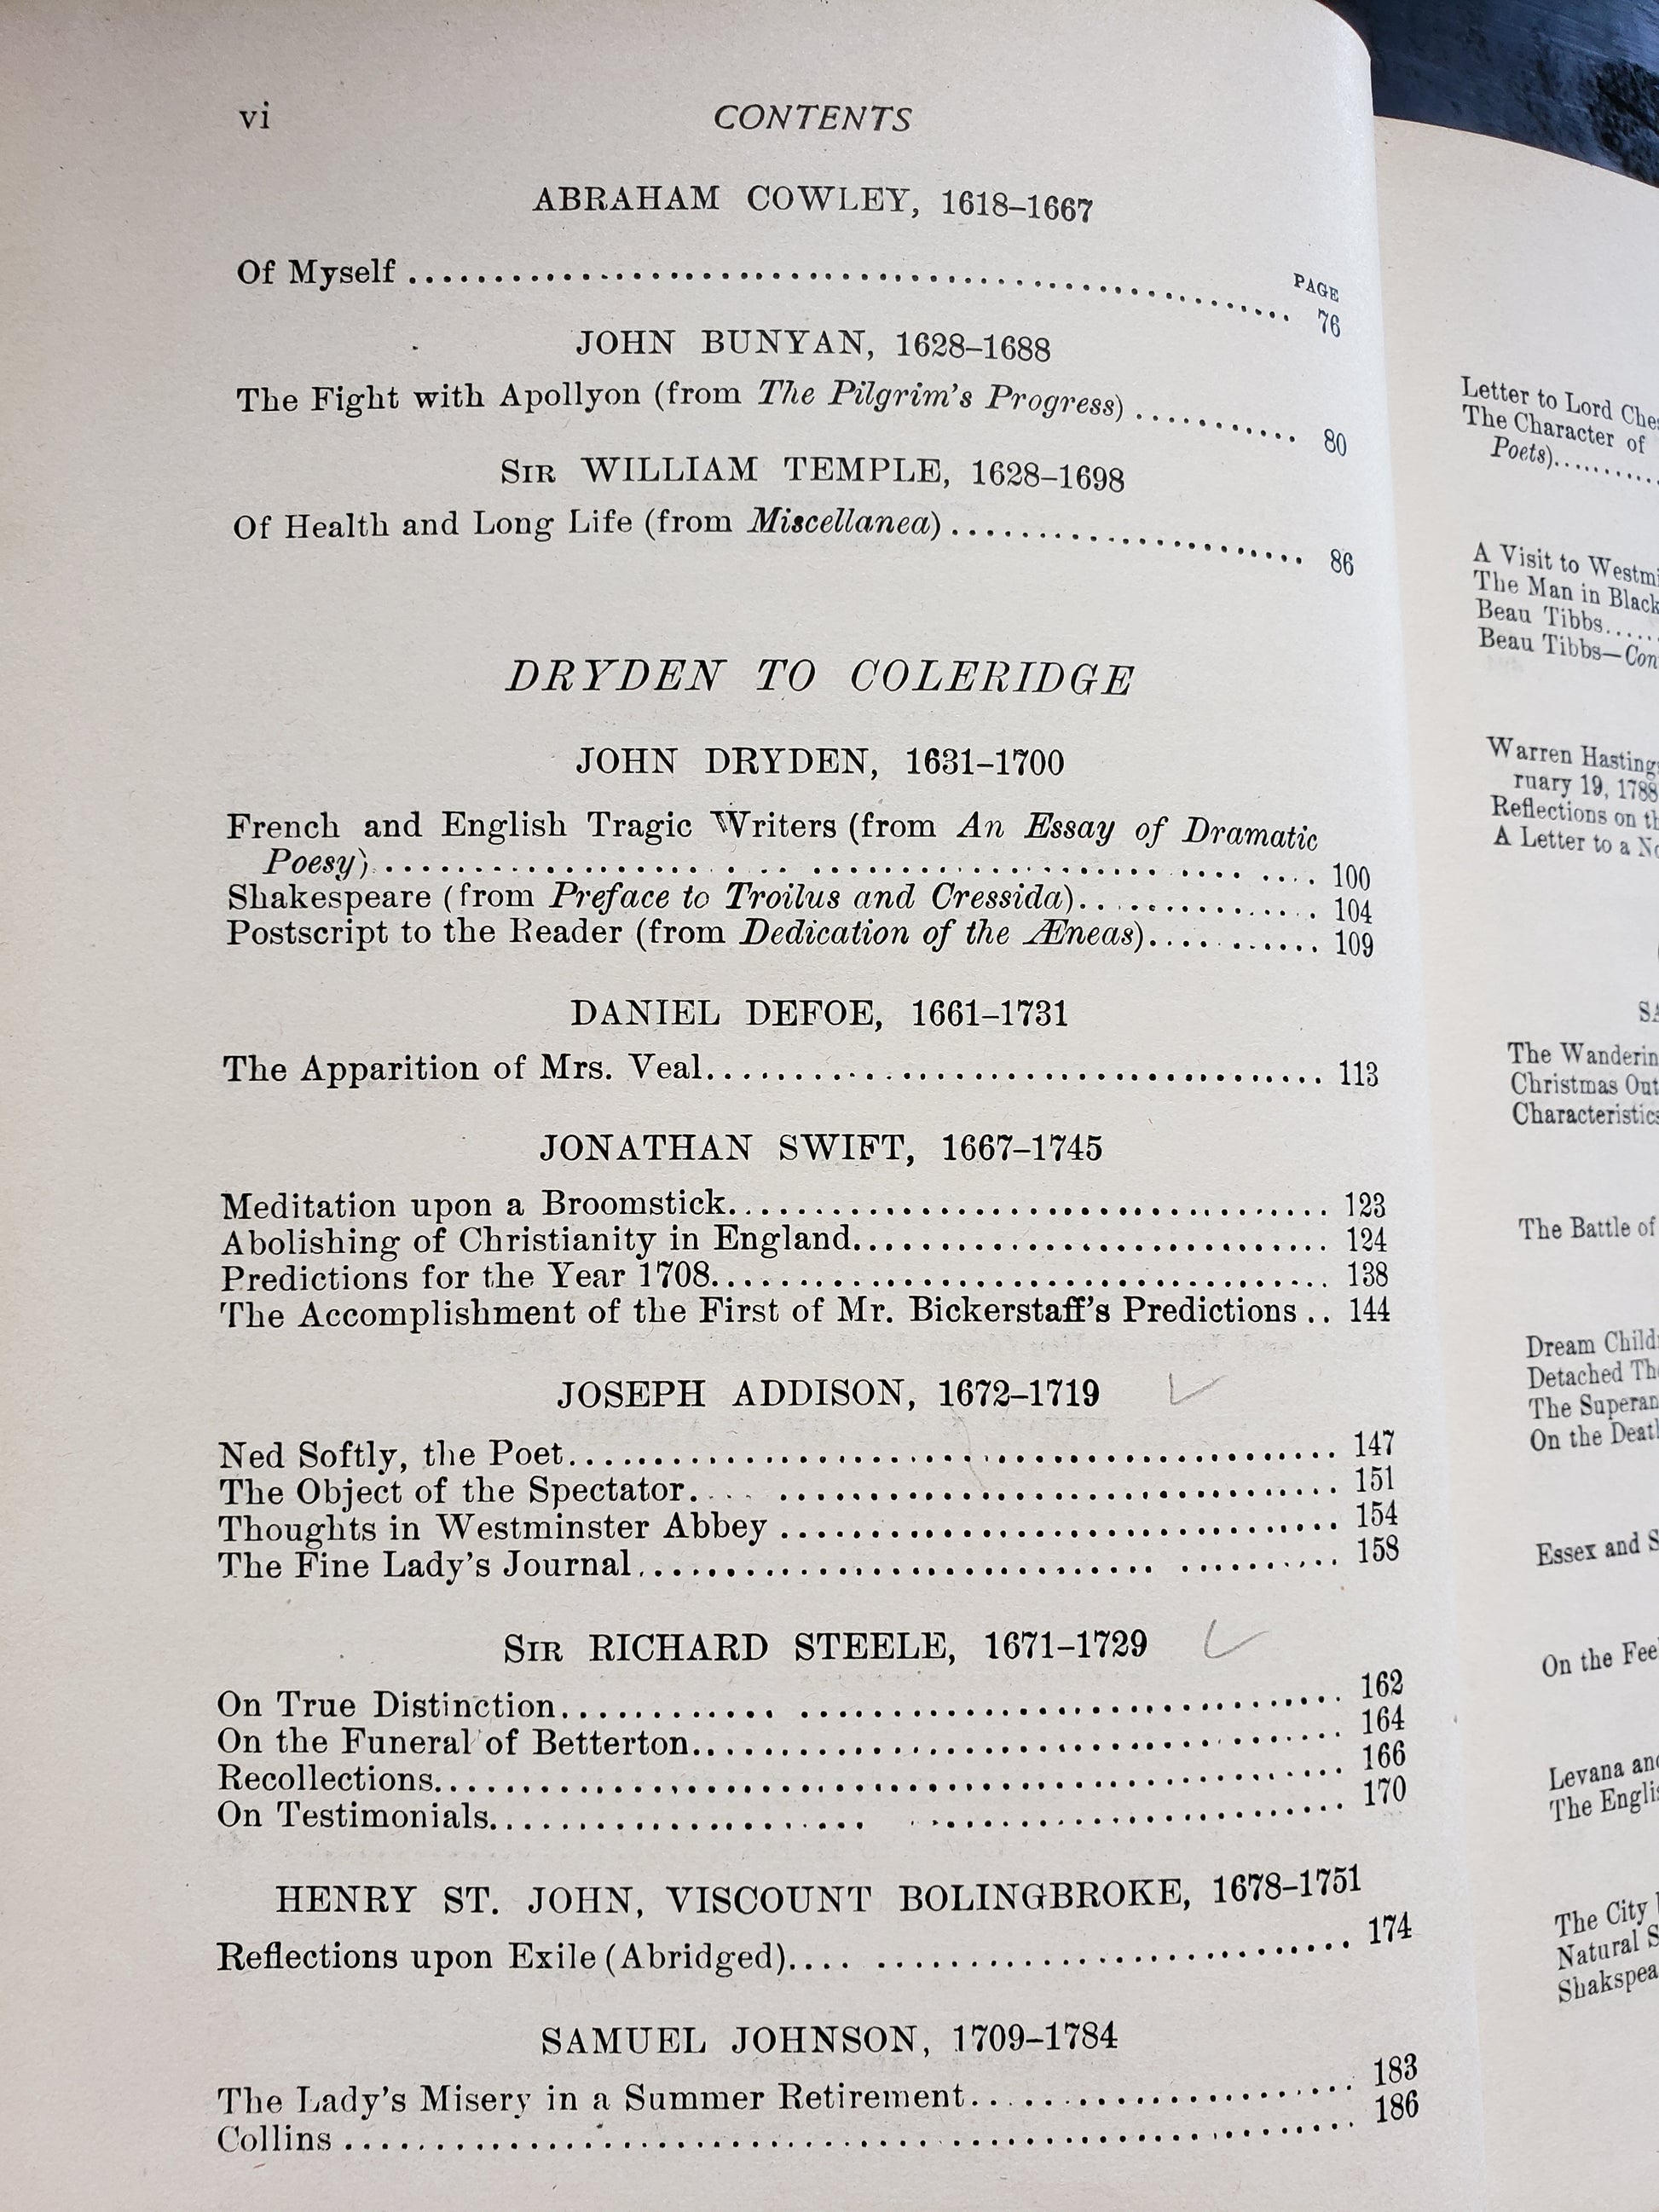 vi CONTENTS
ABRAHAM COWLEY, 1618–1667
PAGE
Of Myself ........................................ 76
JOHN BUNYAN, 1628–1688
The Fight with Apollyon (from The Pilgrim's Progress) ........... 80
SIR WILLIAM TEMPLE, 1628–1698
Of Health and Long Life (from Miscellanea) ...................... 86
DRYDEN TO COLERIDGE
JOHN DRYDEN, 1631–1700
French and English Tragic Writers (from An Essay of Dramatic
Poesy) ........................................ 100
Shakespeare (from Preface to Troilus and Cressida)................ 104
Postscript to the Reader (from Dedication of the Æneas).......... 109
DANIEL DEFOE, 1661–1731
The Apparition of Mrs. Veal.............................. 113
JONATHAN SWIFT, 1667–1745
Meditation upon a Broomstick............................ 123
Abolishing of Christianity in England...................... 124
Predictions for the Year 1708............................ 138
The Accomplishment of the First of Mr. Bickerstaff's Predictions .. 144
JOSEPH ADDISON, 1672–1719
Ned Softly, the Poet.................................... 147
The Object of the Spectator.............................. 151
Thoughts in Westminster Abbey .......................... 154
The Fine Lady's Journal................................ 158
SIR RICHARD STEELE, 1671–1729
On True Distinction.................................... 162
On the Funeral of Betterton.............................. 164
Recollections.......................................... 166
On Testimonials...................................... 170
HENRY ST. JOHN, VISCOUNT BOLINGBROKE, 1678–1751
Reflections upon Exile (Abridged).......................... 174
SAMUEL JOHNSON, 1709–1784
The Lady's Misery in a Summer Retirement.................. 183
Collins .............................................. 186
Letter to Lord
The Character of
Poets)...........
A Visit to
The Man in Black
Beau Tibbs......
Beau Tibbs—
Warren
ruary 19, 1788
Reflections on
A Letter to a
The
Christmas
The Battle of
Dream
Detached
The
On the
Essex and
On the
Levana
The
The City
Natural